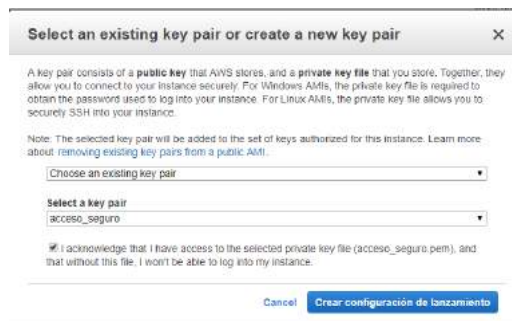 Select an existing key pair or create a new key pair
A key pair consists of a public key that AWS stores, and a private key file that you store. Together, they
allow you to connect to your instance securely. For Windows AMIs, the private key file is required to
obtain the password used to log into your instance. For Linux AMIs, the private key file allows you to
securely SSH into your instance.
Note: The selected key pair will be added to the set of keys authorized for this instance. Learn more
about removing existing key pairs from a public AMI.
Choose an existing key pair
Select a key pair
acceso_seguro
I acknowledge that I have access to the selected private key file (acceso_seguro.pem), and
that without this file, I won't be able to log into my instance.
Cancel Crear configuración de lanzamiento